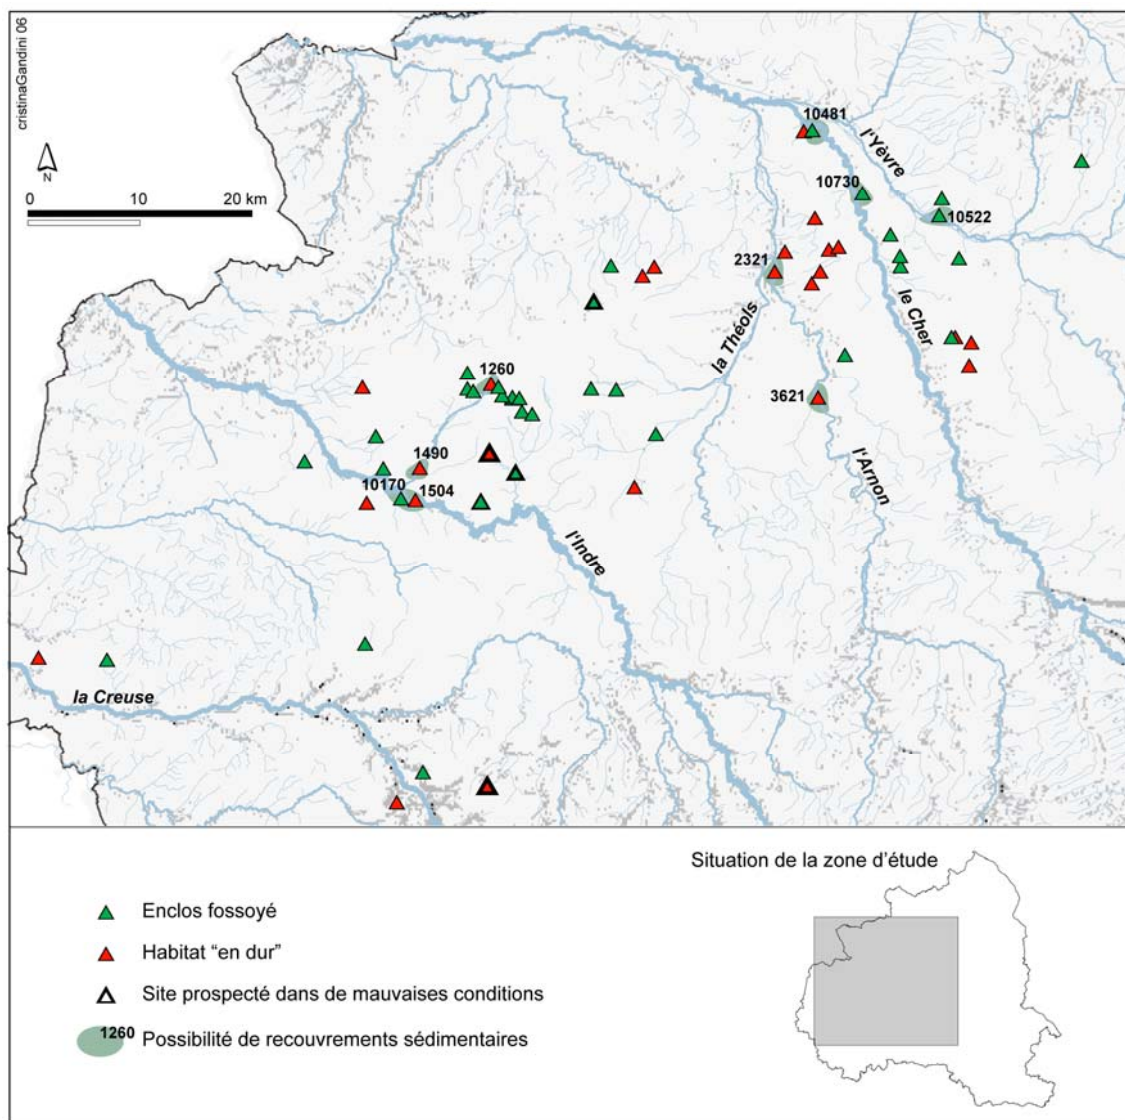 cristinaGandini 06
N
0 10 20 km
10481
l'Yèvre
10730
10522
2321
le Cher
la Théols
1260
3621
1490
l'Arnon
10170
1504
l'Indre
la Creuse
Situation de la zone d'étude
Enclos fossoyé
Habitat “en dur”
Site prospecté dans de mauvaises conditions
1260 Possibilité de recouvrements sédimentaires